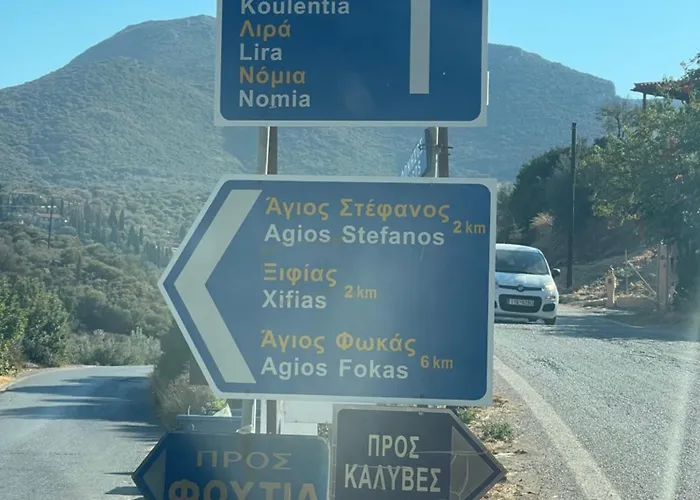 Koulentia
Λιρά
Lira
Νόμια
Nomia
Άγιος Στέφανος
Agios Stefanos 2 km
Ξιφίας
Xifias 2 km
Άγιος Φωκάς
Agios Fokas 6 km
ΠΡΟΣ
ΦΟΥΤΙΑ
ΠΡΟΣ
ΚΑΛΥΒΕΣ